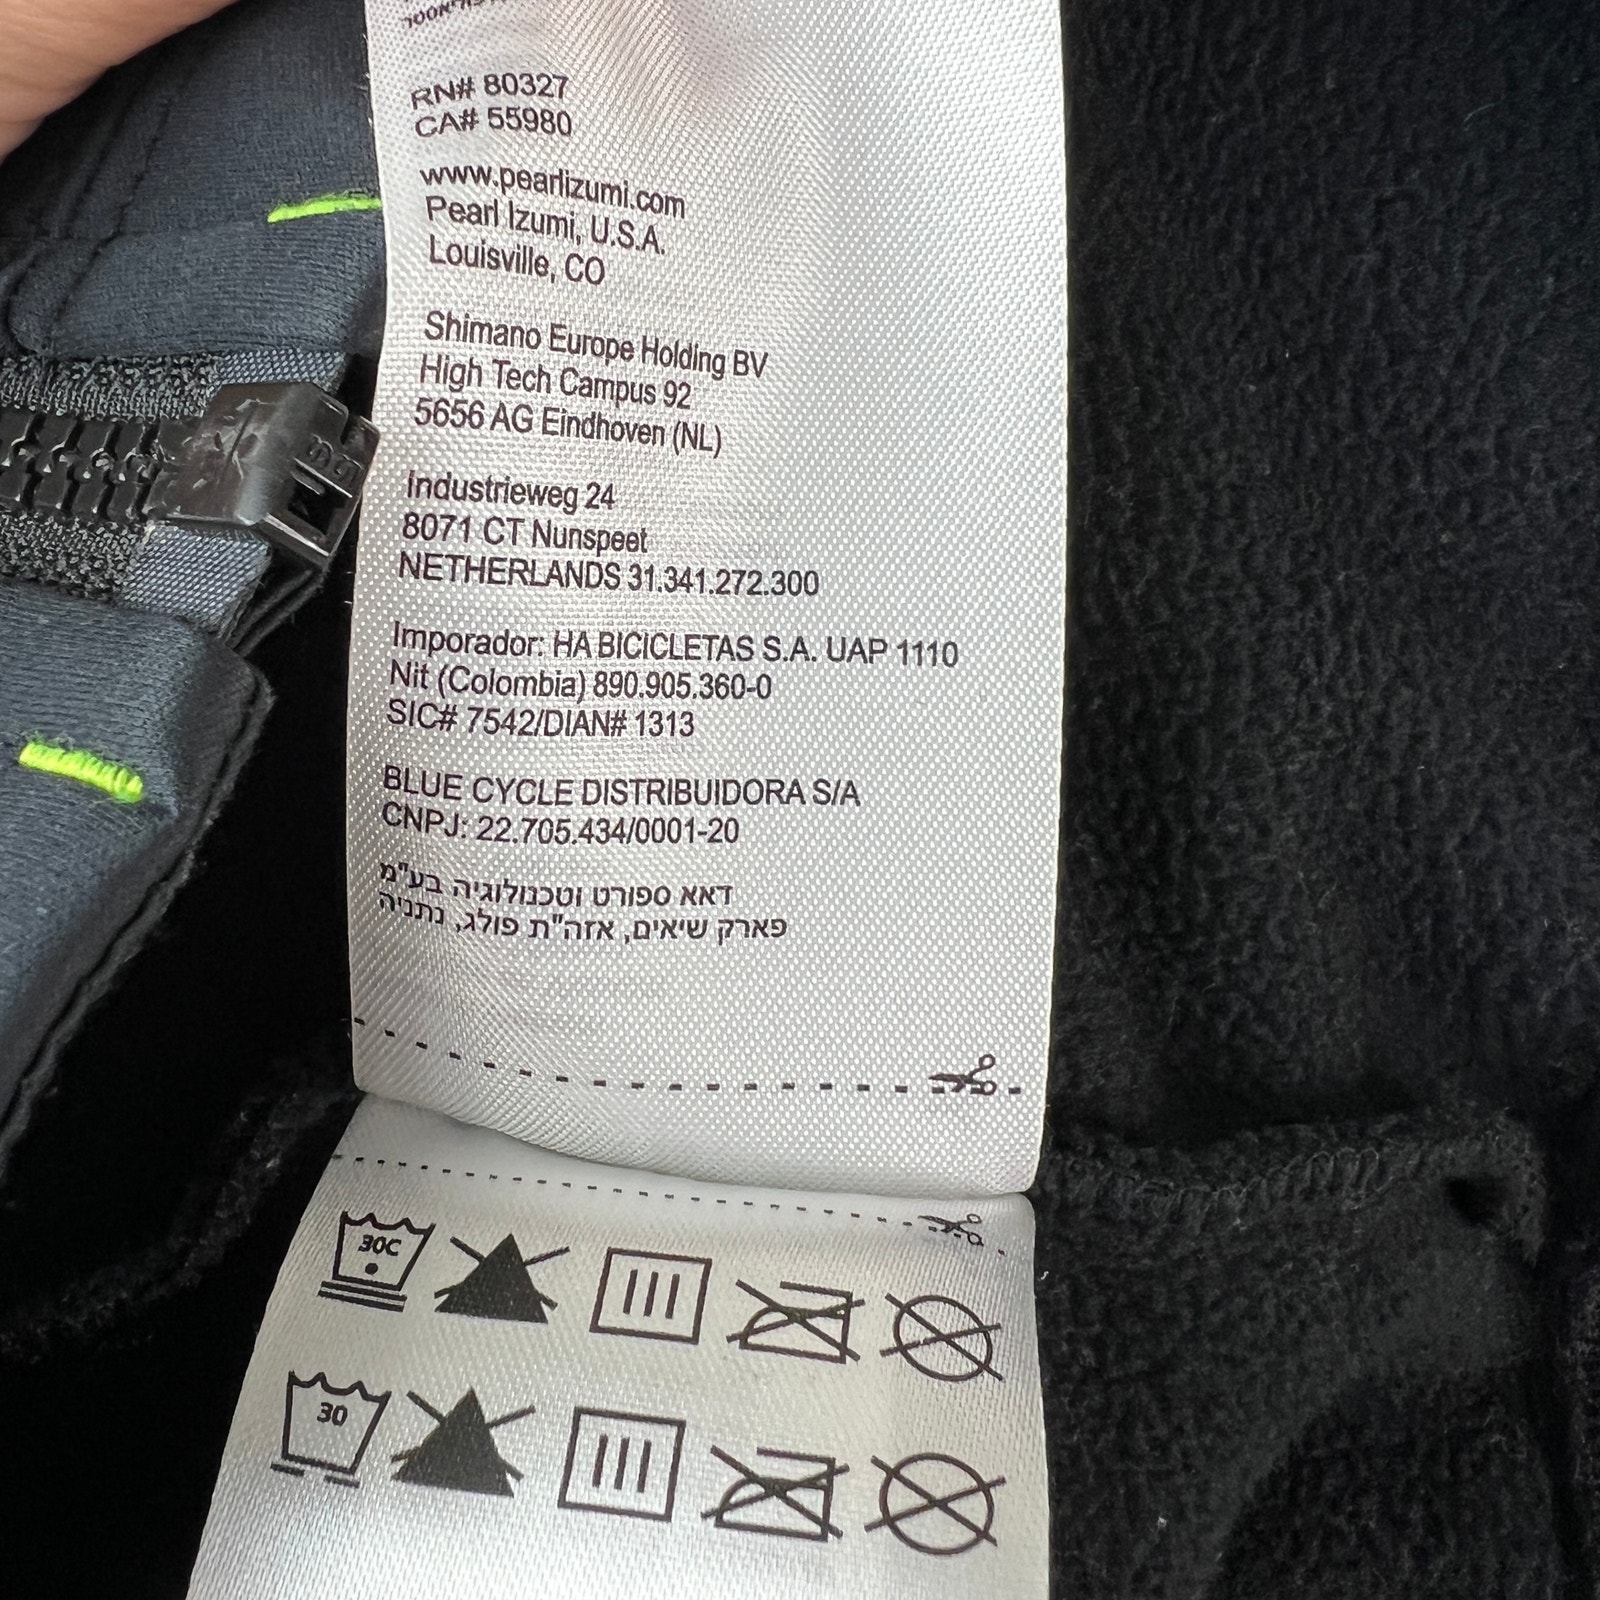 RN# 80327
CA# 55980
www.pearlizumi.com
Pearl Izumi, U.S.A.
Louisville, CO
Shimano Europe Holding BV
High Tech Campus 92
5656 AG Eindhoven (NL)
Industrieweg 24
8071 CT Nunspeet
NETHERLANDS 31.341.272.300
Imporador: HA BICICLETAS S.A. UAP 1110
Nit (Colombia) 890.905.360-0
SIC# 7542/DIAN# 1313
BLUE CYCLE DISTRIBUIDORA S/A
CNPJ: 22.705.434/0001-20
דאא ספורט וטכנולוגיה בע"מ
פארק שיאים, אזה"ת פולג, נתניה
30C
30